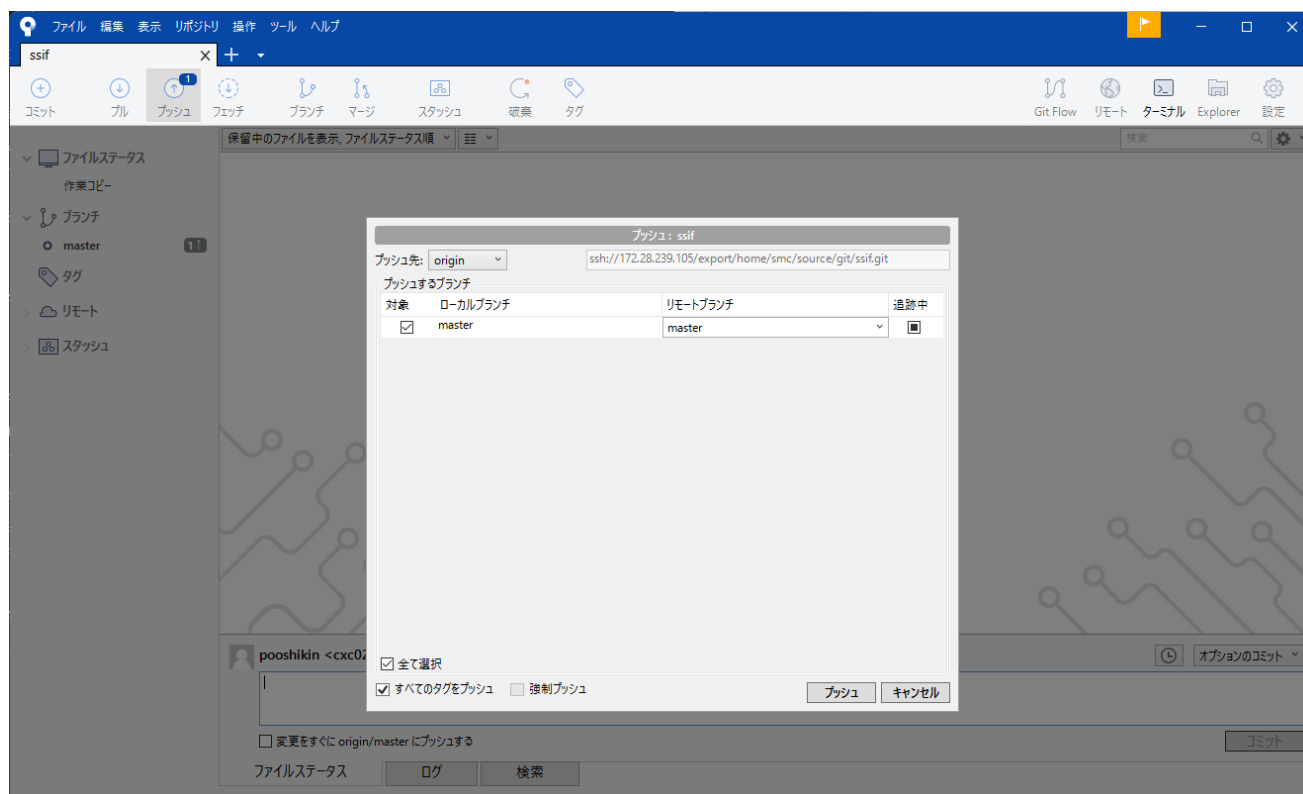 ファイル 編集 表示 リポジトリ 操作 ツール ヘルプ
ssif
コミット プル プッシュ 1 フェッチ ブランチ マージ スタッシュ 破棄 タグ Git Flow リモート ターミナル Explorer 設定
保留中のファイルを表示, ファイルステータス順 検索
ファイルステータス
作業コピー
ブランチ
master 1↑
タグ
リモート
スタッシュ
プッシュ: ssif
プッシュ先: origin ssh://172.28.239.105/export/home/smc/source/git/ssif.git
プッシュするブランチ
対象 ローカルブランチ リモートブランチ 追跡中
master master
全て選択
すべてのタグをプッシュ 強制プッシュ プッシュ キャンセル
pooshikin <cxc02 オプションのコミット
変更をすぐに origin/master にプッシュする コミット
ファイルステータス ログ 検索